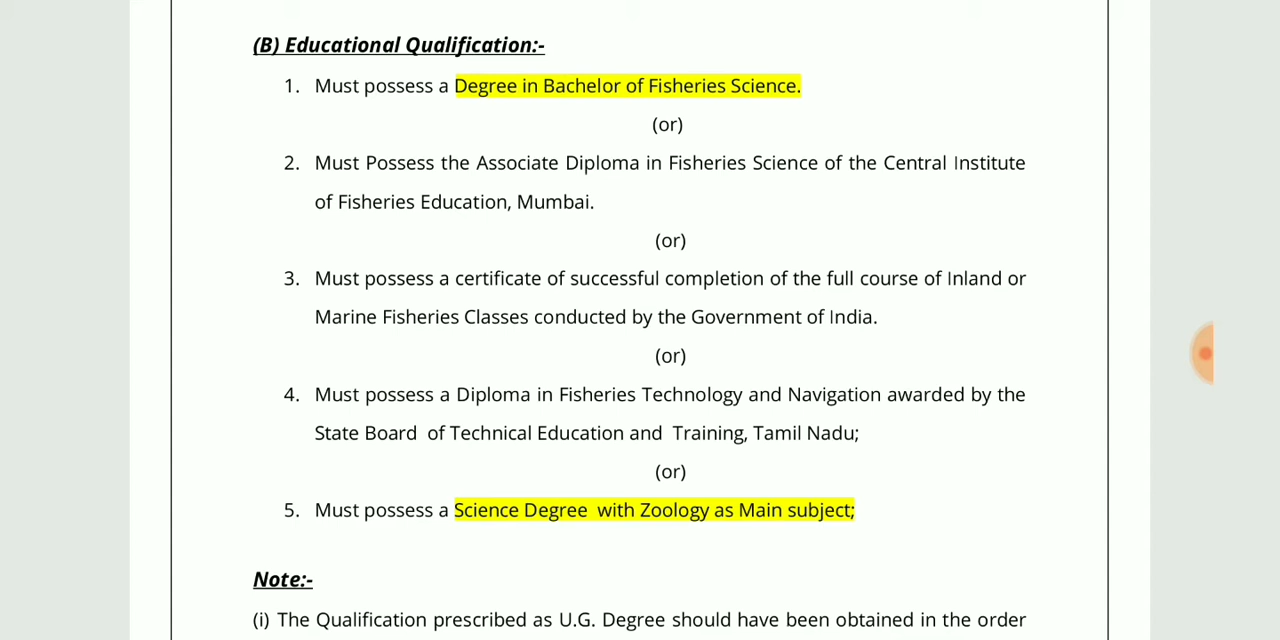 (B) Educational Qualification:-
1. Must possess a Degree in Bachelor of Fisheries Science.
(or)
2. Must Possess the Associate Diploma in Fisheries Science of the Central Institute
of Fisheries Education, Mumbai.
(or)
3. Must possess a certificate of successful completion of the full course of Inland or
Marine Fisheries Classes conducted by the Government of India.
(or)
4. Must possess a Diploma in Fisheries Technology and Navigation awarded by the
State Board of Technical Education and Training, Tamil Nadu;
(or)
5. Must possess a Science Degree with Zoology as Main subject;
Note:-
(i) The Qualification prescribed as U.G. Degree should have been obtained in the order